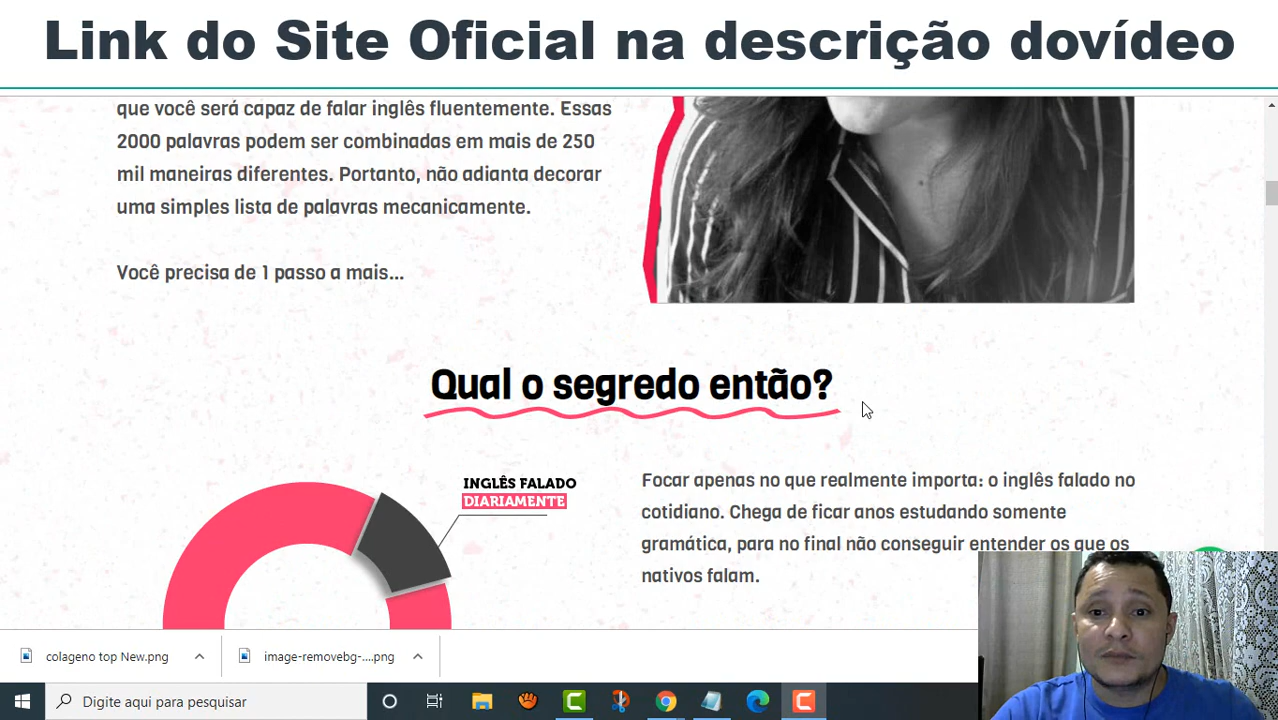 Link do Site Oficial na descrição dovídeo
que você será capaz de falar inglês fluentemente. Essas
2000 palavras podem ser combinadas em mais de 250
mil maneiras diferentes. Portanto, não adianta decorar
uma simples lista de palavras mecanicamente.
Você precisa de 1 passo a mais...
Qual o segredo então?
INGLÊS FALADO
DIARIAMENTE
Focar apenas no que realmente importa: o inglês falado no
cotidiano. Chega de ficar anos estudando somente
gramática, para no final não conseguir entender os que os
nativos falam.
colageno top New.png
image-removebg-....png
Digite aqui para pesquisar